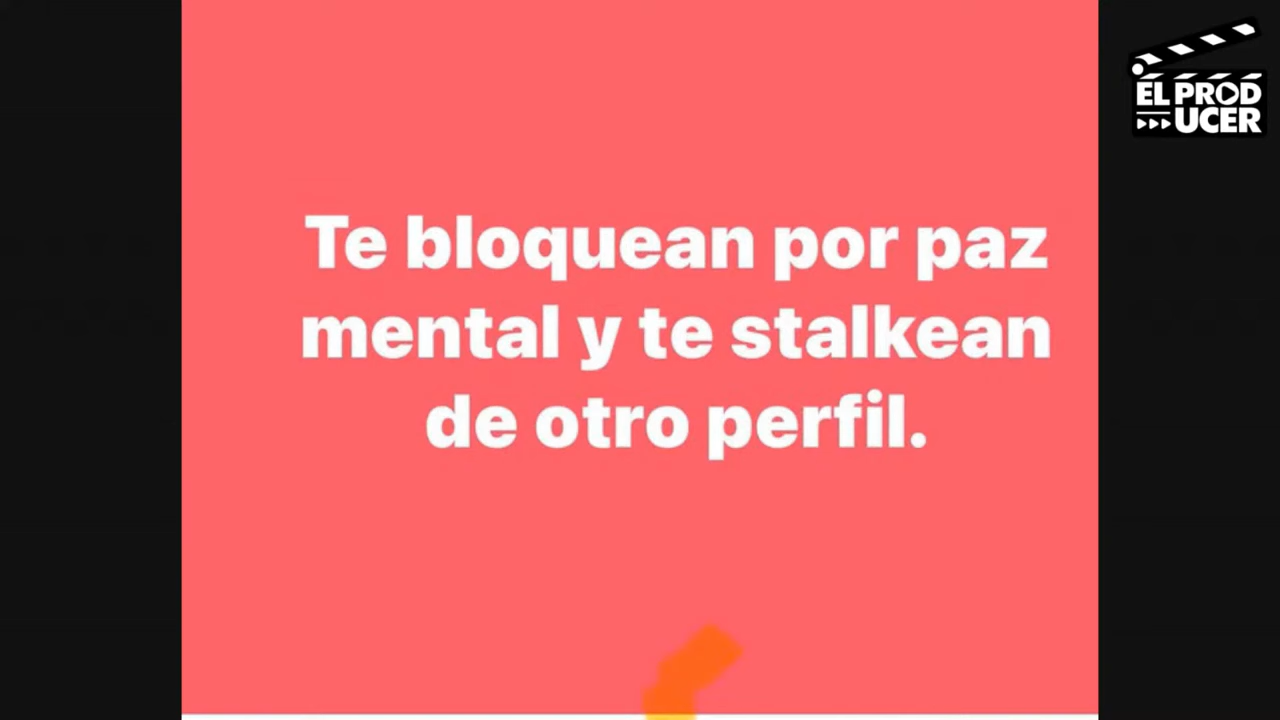 Te bloquean por paz
mental y te stalkean
de otro perfil.
EL PROD
UCER